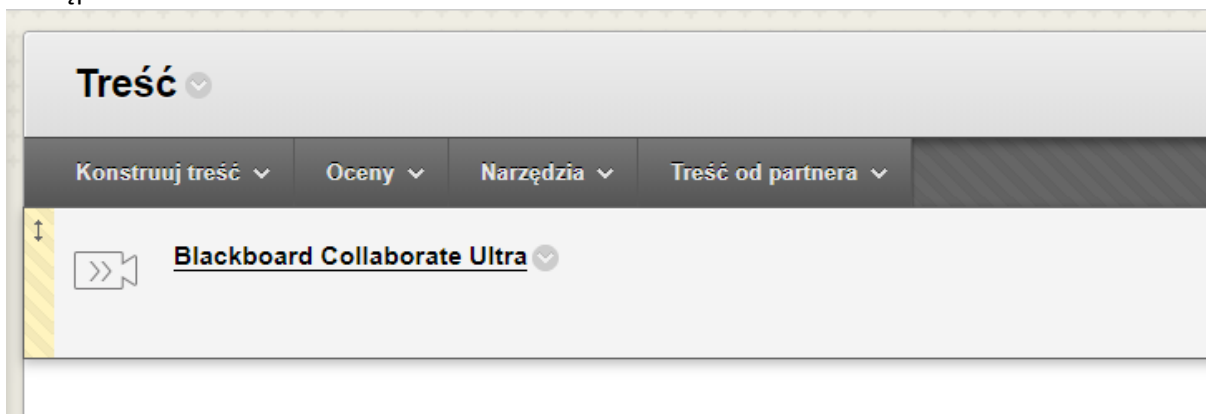 Treść
Konstruuj treść Oceny Narzędzia Treść od partnera
Blackboard Collaborate Ultra